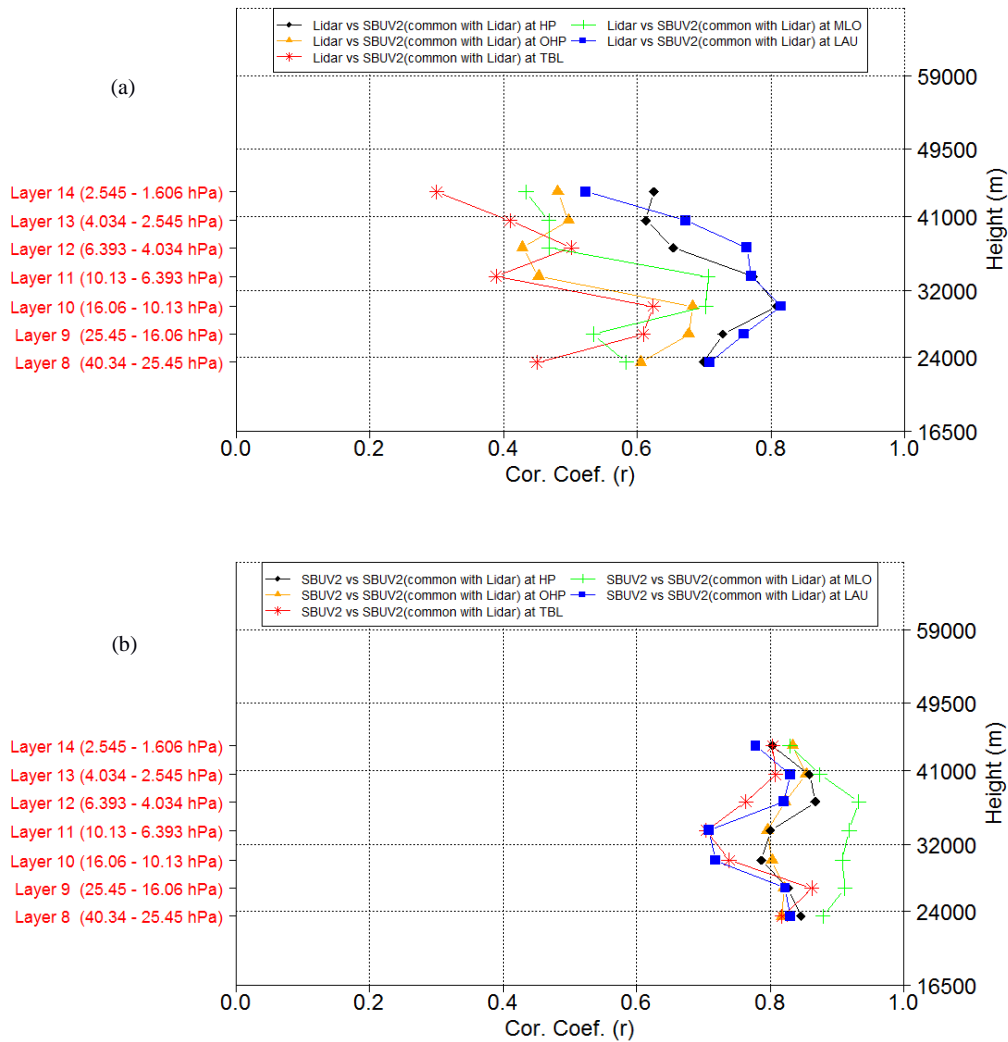 Lidar vs SBUV2(common with Lidar) at HP
Lidar vs SBUV2(common with Lidar) at MLO
Lidar vs SBUV2(common with Lidar) at OHP
Lidar vs SBUV2(common with Lidar) at LAU
Lidar vs SBUV2(common with Lidar) at TBL
(a)
59000
49500
41000
32000
24000
16500
Height (m)
Layer 14 (2.545 - 1.606 hPa)
Layer 13 (4.034 - 2.545 hPa)
Layer 12 (6.393 - 4.034 hPa)
Layer 11 (10.13 - 6.393 hPa)
Layer 10 (16.06 - 10.13 hPa)
Layer 9 (25.45 - 16.06 hPa)
Layer 8 (40.34 - 25.45 hPa)
0.0 0.2 0.4 0.6 0.8 1.0
Cor. Coef. (r)
SBUV2 vs SBUV2(common with Lidar) at HP
SBUV2 vs SBUV2(common with Lidar) at MLO
SBUV2 vs SBUV2(common with Lidar) at OHP
SBUV2 vs SBUV2(common with Lidar) at LAU
SBUV2 vs SBUV2(common with Lidar) at TBL
(b)
59000
49500
41000
32000
24000
16500
Height (m)
Layer 14 (2.545 - 1.606 hPa)
Layer 13 (4.034 - 2.545 hPa)
Layer 12 (6.393 - 4.034 hPa)
Layer 11 (10.13 - 6.393 hPa)
Layer 10 (16.06 - 10.13 hPa)
Layer 9 (25.45 - 16.06 hPa)
Layer 8 (40.34 - 25.45 hPa)
0.0 0.2 0.4 0.6 0.8 1.0
Cor. Coef. (r)